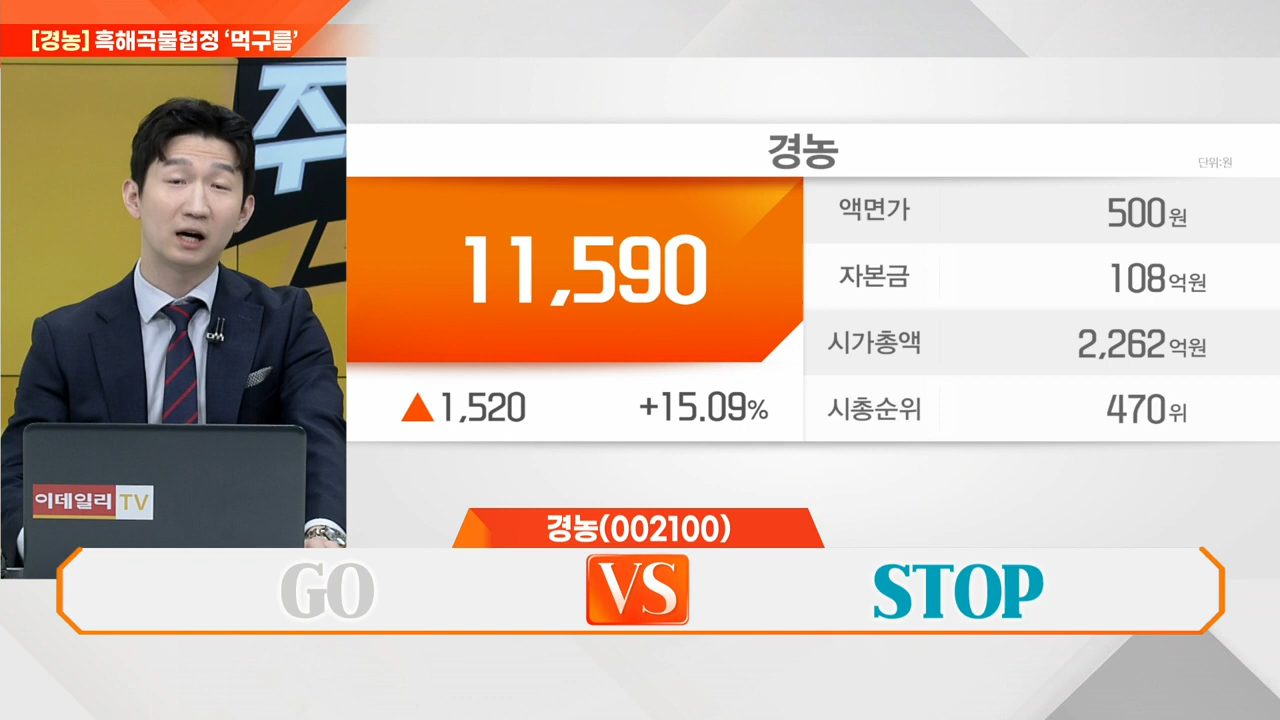 [경농] 흑해곡물협정 ‘먹구름’
주
경농
단위:원
11,590
▲1,520 +15.09%
액면가 500원
자본금 108억원
시가총액 2,262억원
시총순위 470위
이데일리TV
경농(002100)
GO VS STOP